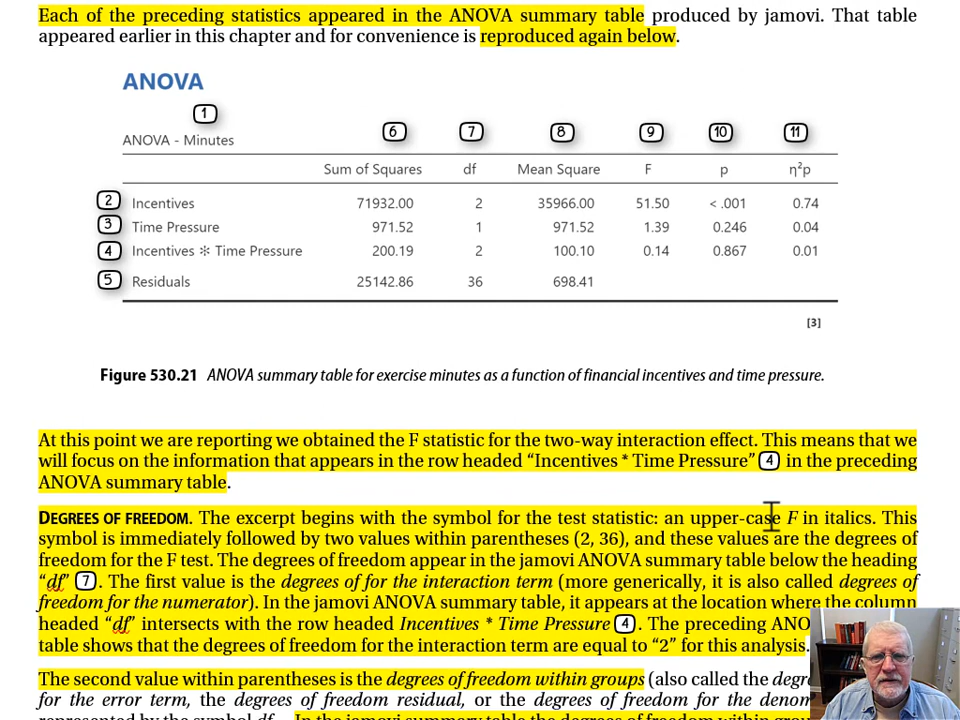 Each of the preceding statistics appeared in the ANOVA summary table produced by jamovi. That table
appeared earlier in this chapter and for convenience is reproduced again below.
ANOVA
1
6 7 8 9 10 11
ANOVA - Minutes
Sum of Squares df Mean Square F p η²p
2 Incentives 71932.00 2 35966.00 51.50 < .001 0.74
3 Time Pressure 971.52 1 971.52 1.39 0.246 0.04
4 Incentives ✻ Time Pressure 200.19 2 100.10 0.14 0.867 0.01
5 Residuals 25142.86 36 698.41
[3]
Figure 530.21 ANOVA summary table for exercise minutes as a function of financial incentives and time pressure.
At this point we are reporting we obtained the F statistic for the two-way interaction effect. This means that we
will focus on the information that appears in the row headed “Incentives * Time Pressure” 4 in the preceding
ANOVA summary table.
DEGREES OF FREEDOM. The excerpt begins with the symbol for the test statistic: an upper-case F in italics. This
symbol is immediately followed by two values within parentheses (2, 36), and these values are the degrees of
freedom for the F test. The degrees of freedom appear in the jamovi ANOVA summary table below the heading
“df” 7. The first value is the degrees of for the interaction term (more generically, it is also called degrees of
freedom for the numerator). In the jamovi ANOVA summary table, it appears at the location where the column
headed “df” intersects with the row headed Incentives * Time Pressure 4. The preceding ANO
table shows that the degrees of freedom for the interaction term are equal to “2” for this analysis.
The second value within parentheses is the degrees of freedom within groups (also called the degr
for the error term, the degrees of freedom residual, or the degrees of freedom for the denom